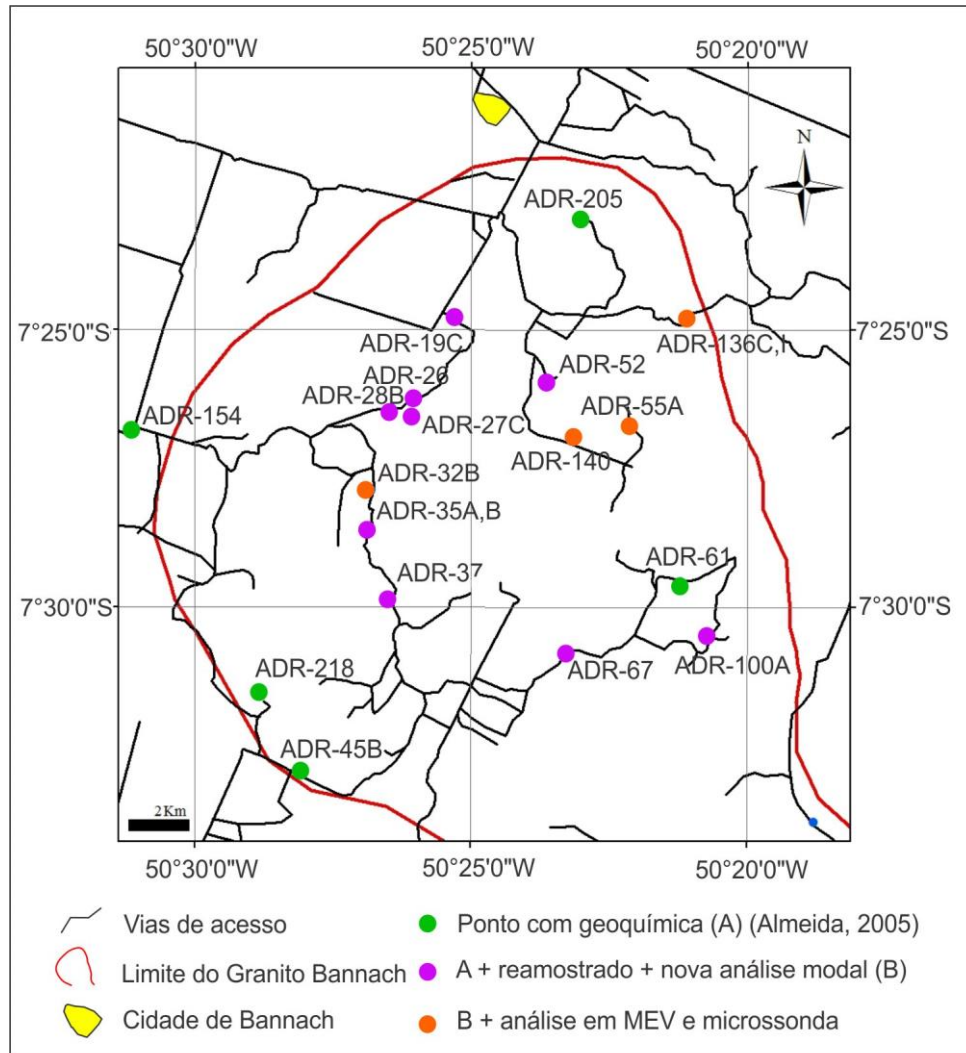 50°30'0"W
50°25'0"W
50°20'0"W
N
ADR-205
7°25'0"S
7°25'0"S
ADR-19C
ADR-136C,I
ADR-26
ADR-52
ADR-28B
ADR-55A
ADR-154
ADR-27C
ADR-140
ADR-32B
ADR-35A,B
ADR-61
ADR-37
7°30'0"S
7°30'0"S
ADR-67
ADR-100A
ADR-218
ADR-45B
2Km
50°30'0"W
50°25'0"W
50°20'0"W
Vias de acesso
Ponto com geoquímica (A) (Almeida, 2005)
Limite do Granito Bannach
A + reamostrado + nova análise modal (B)
Cidade de Bannach
B + análise em MEV e microssonda